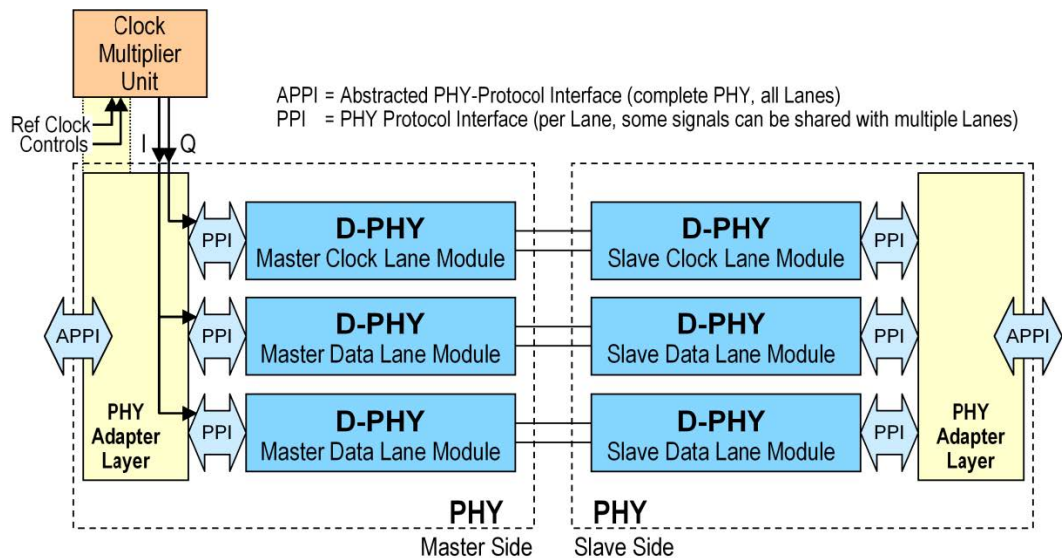 Clock
Multiplier
Unit
APPI = Abstracted PHY-Protocol Interface (complete PHY, all Lanes)
PPI = PHY Protocol Interface (per Lane, some signals can be shared with multiple Lanes)
Ref Clock
Controls
I
Q
PPI
D-PHY
Master Clock Lane Module
D-PHY
Slave Clock Lane Module
PPI
APPI
PPI
D-PHY
Master Data Lane Module
D-PHY
Slave Data Lane Module
PPI
APPI
PHY
Adapter
Layer
PPI
D-PHY
Master Data Lane Module
D-PHY
Slave Data Lane Module
PPI
PHY
Adapter
Layer
PHY
Master Side
PHY
Slave Side